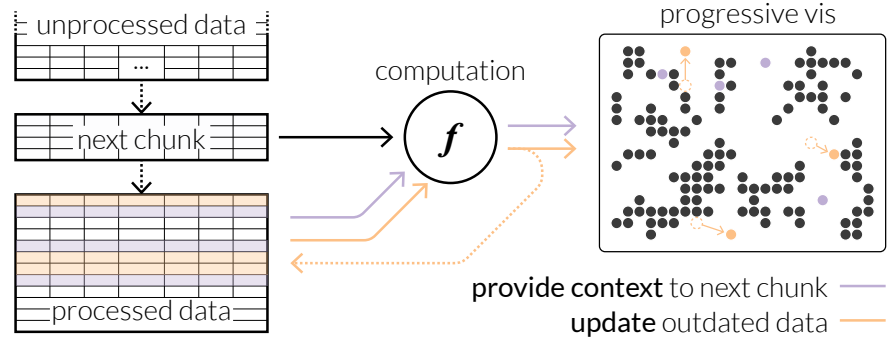 unprocessed data
...
next chunk
processed data
computation
f
progressive vis
provide context to next chunk
update outdated data